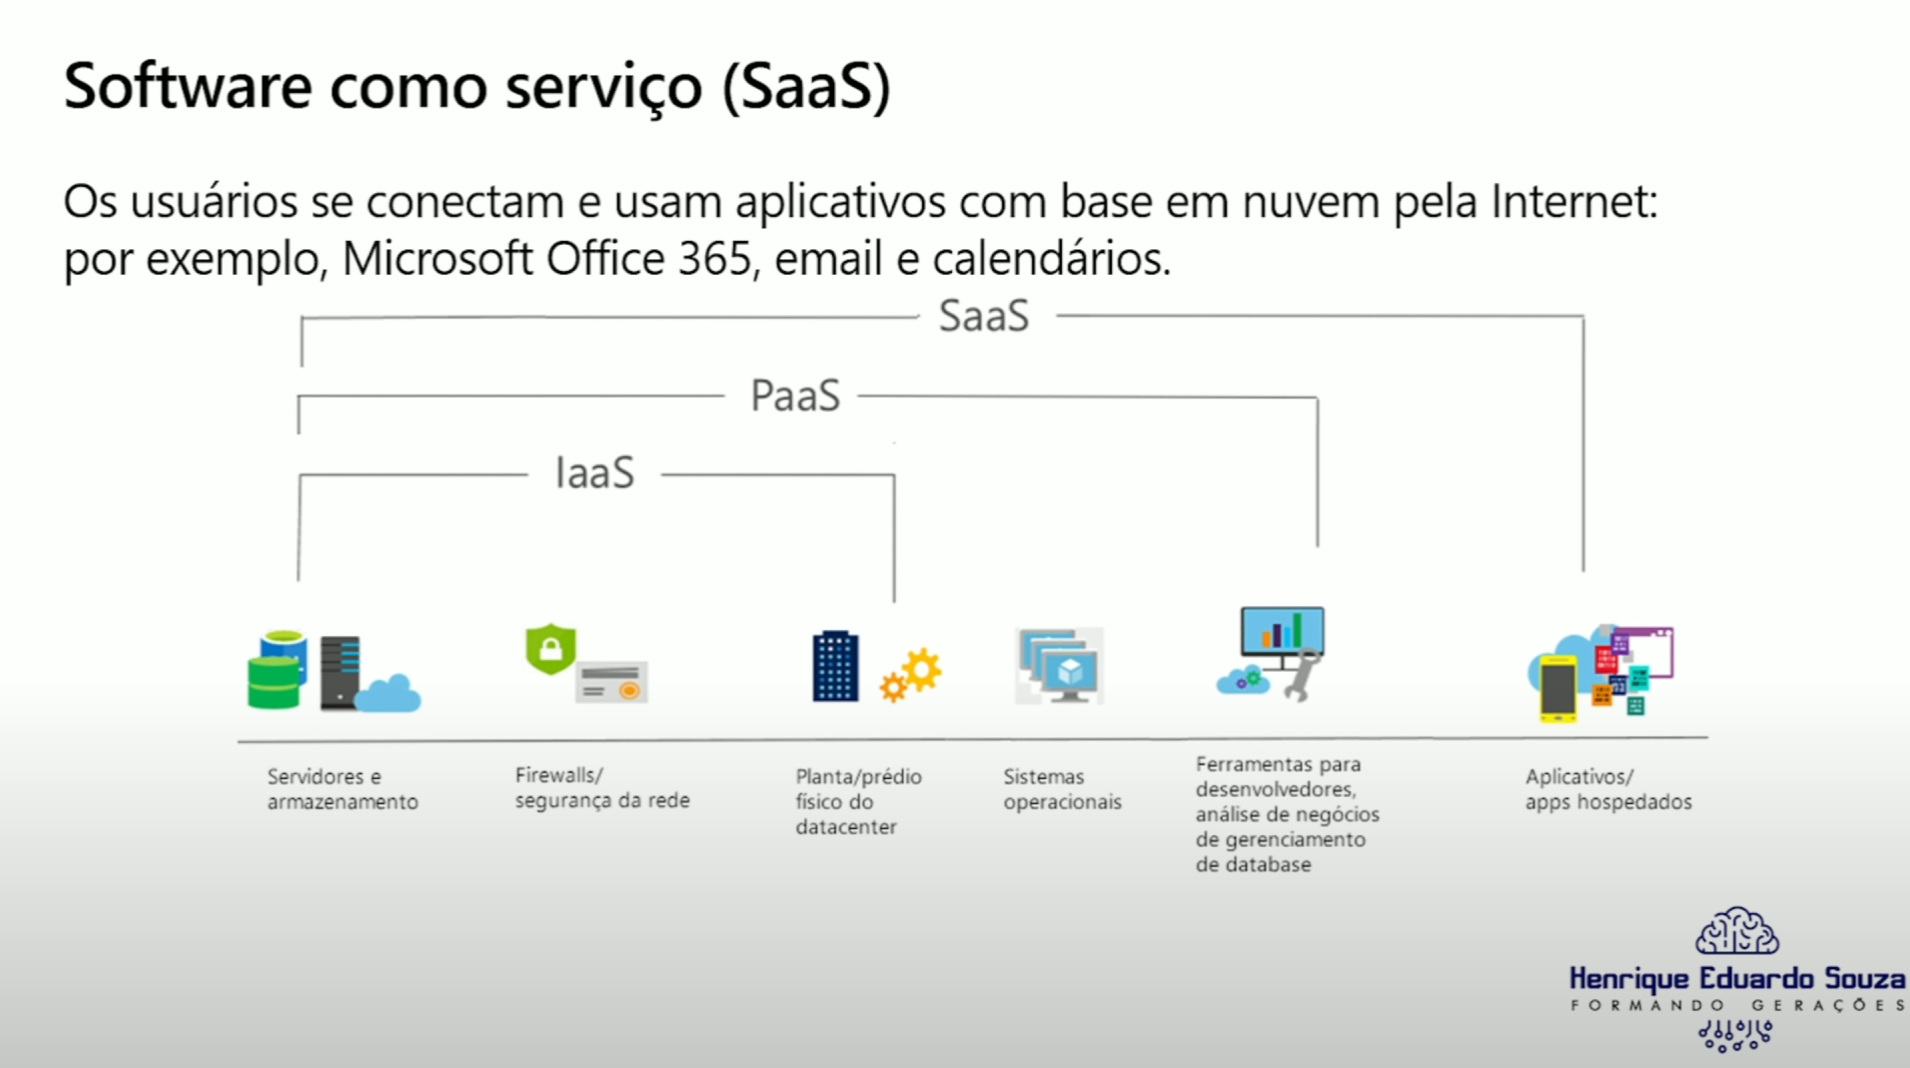 Software como serviço (SaaS)
Os usuários se conectam e usam aplicativos com base em nuvem pela Internet:
por exemplo, Microsoft Office 365, email e calendários.
SaaS
PaaS
IaaS
Servidores e
armazenamento
Firewalls/
segurança da rede
Planta/prédio
físico do
datacenter
Sistemas
operacionais
Ferramentas para
desenvolvedores,
análise de negócios
de gerenciamento
de database
Aplicativos/
apps hospedados
Henrique Eduardo Souza
FORMANDO GERAÇÕES